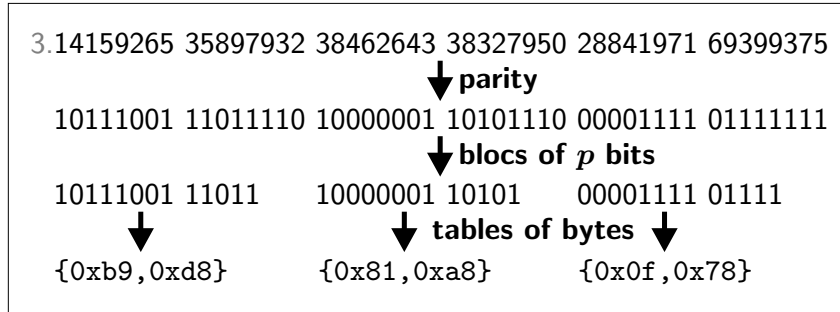 3.14159265 35897932 38462643 38327950 28841971 69399375
parity
10111001 11011110 10000001 10101110 00001111 01111111
blocs of p bits
10111001 11011 10000001 10101 00001111 01111
tables of bytes
{0xb9,0xd8} {0x81,0xa8} {0x0f,0x78}